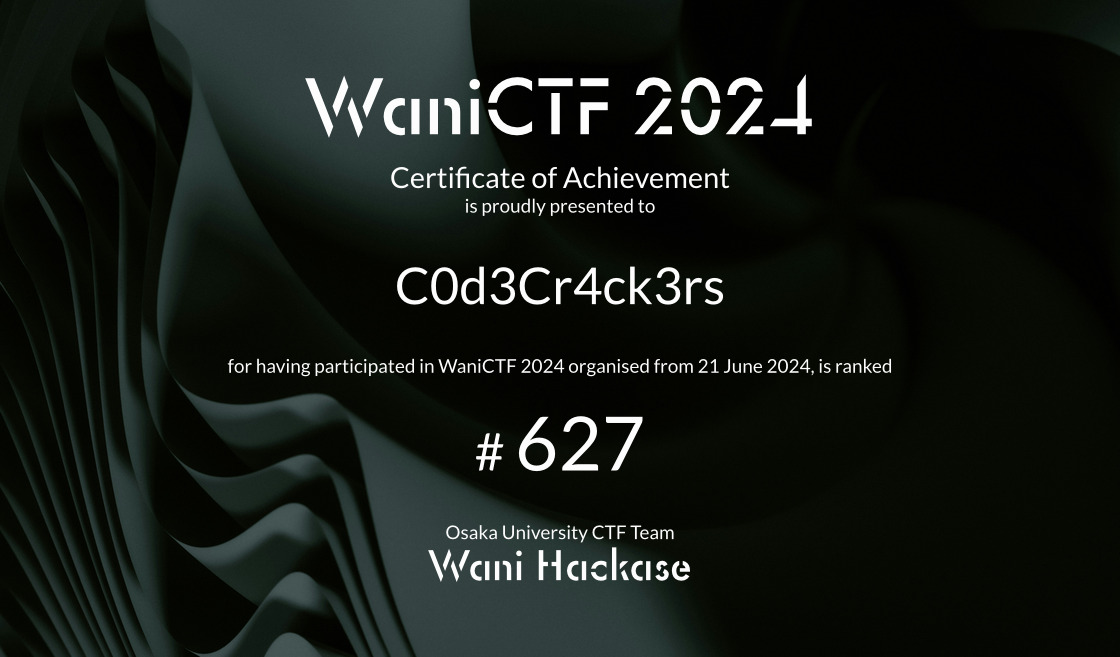 WaniCTF 2024
Certificate of Achievement
is proudly presented to
C0d3Cr4ck3rs
for having participated in WaniCTF 2024 organised from 21 June 2024, is ranked
# 627
Osaka University CTF Team
Wani Hackase